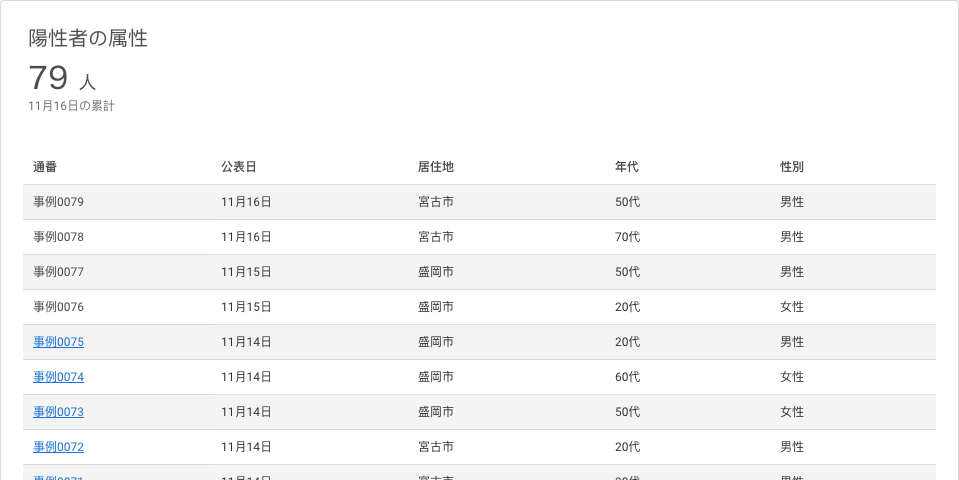 陽性者の属性
79 人
11月16日の累計
通番 公表日 居住地 年代 性別
事例0079 11月16日 宮古市 50代 男性
事例0078 11月16日 宮古市 70代 男性
事例0077 11月15日 盛岡市 50代 男性
事例0076 11月15日 盛岡市 20代 女性
事例0075 11月14日 盛岡市 20代 男性
事例0074 11月14日 盛岡市 60代 女性
事例0073 11月14日 盛岡市 50代 女性
事例0072 11月14日 宮古市 20代 男性